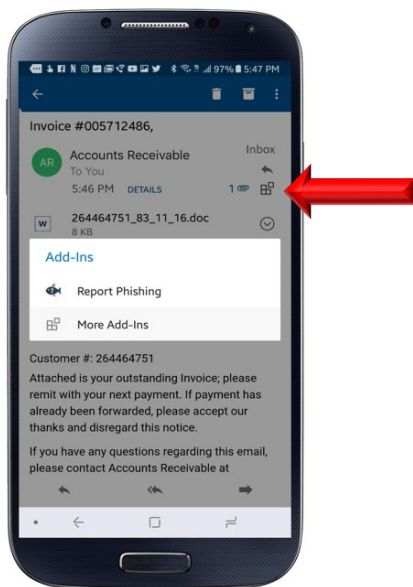 97% 5:47 PM
Invoice #005712486,
AR
Accounts Receivable
Inbox
To You
5:46 PM DETAILS
1
W
264464751_83_11_16.doc
8 KB
Add-Ins
Report Phishing
More Add-Ins
Customer #: 264464751
Attached is your outstanding Invoice; please
remit with your next payment. If payment has
already been forwarded, please accept our
thanks and disregard this notice.
If you have any questions regarding this email,
please contact Accounts Receivable at